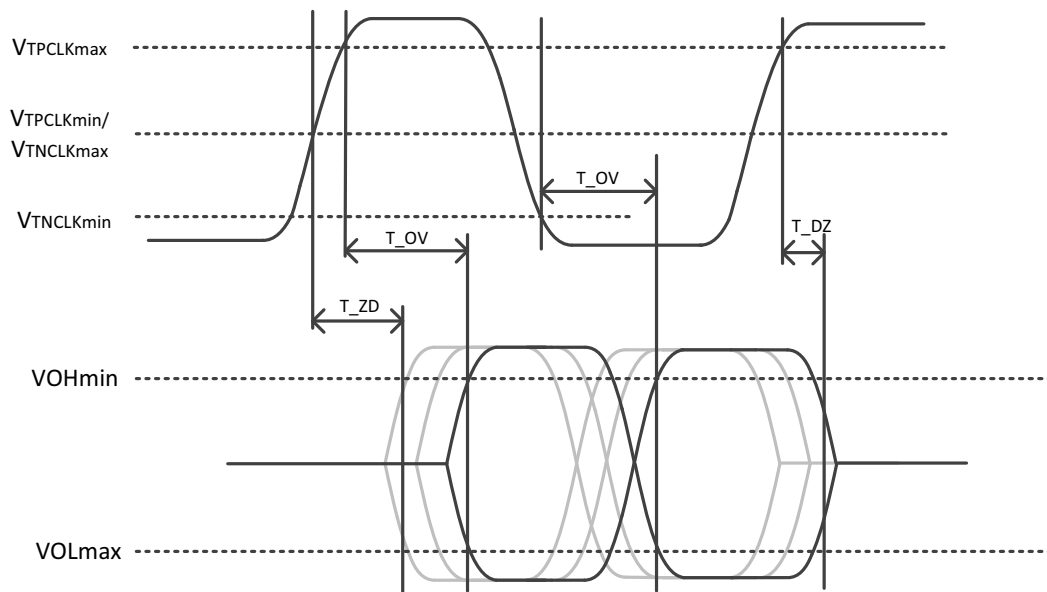 VTPCLKmax
VTPCLKmin/
VTNCLKmax
VTNCLKmin
T_OV
T_DZ
T_OV
T_ZD
VOHmin
VOLmax